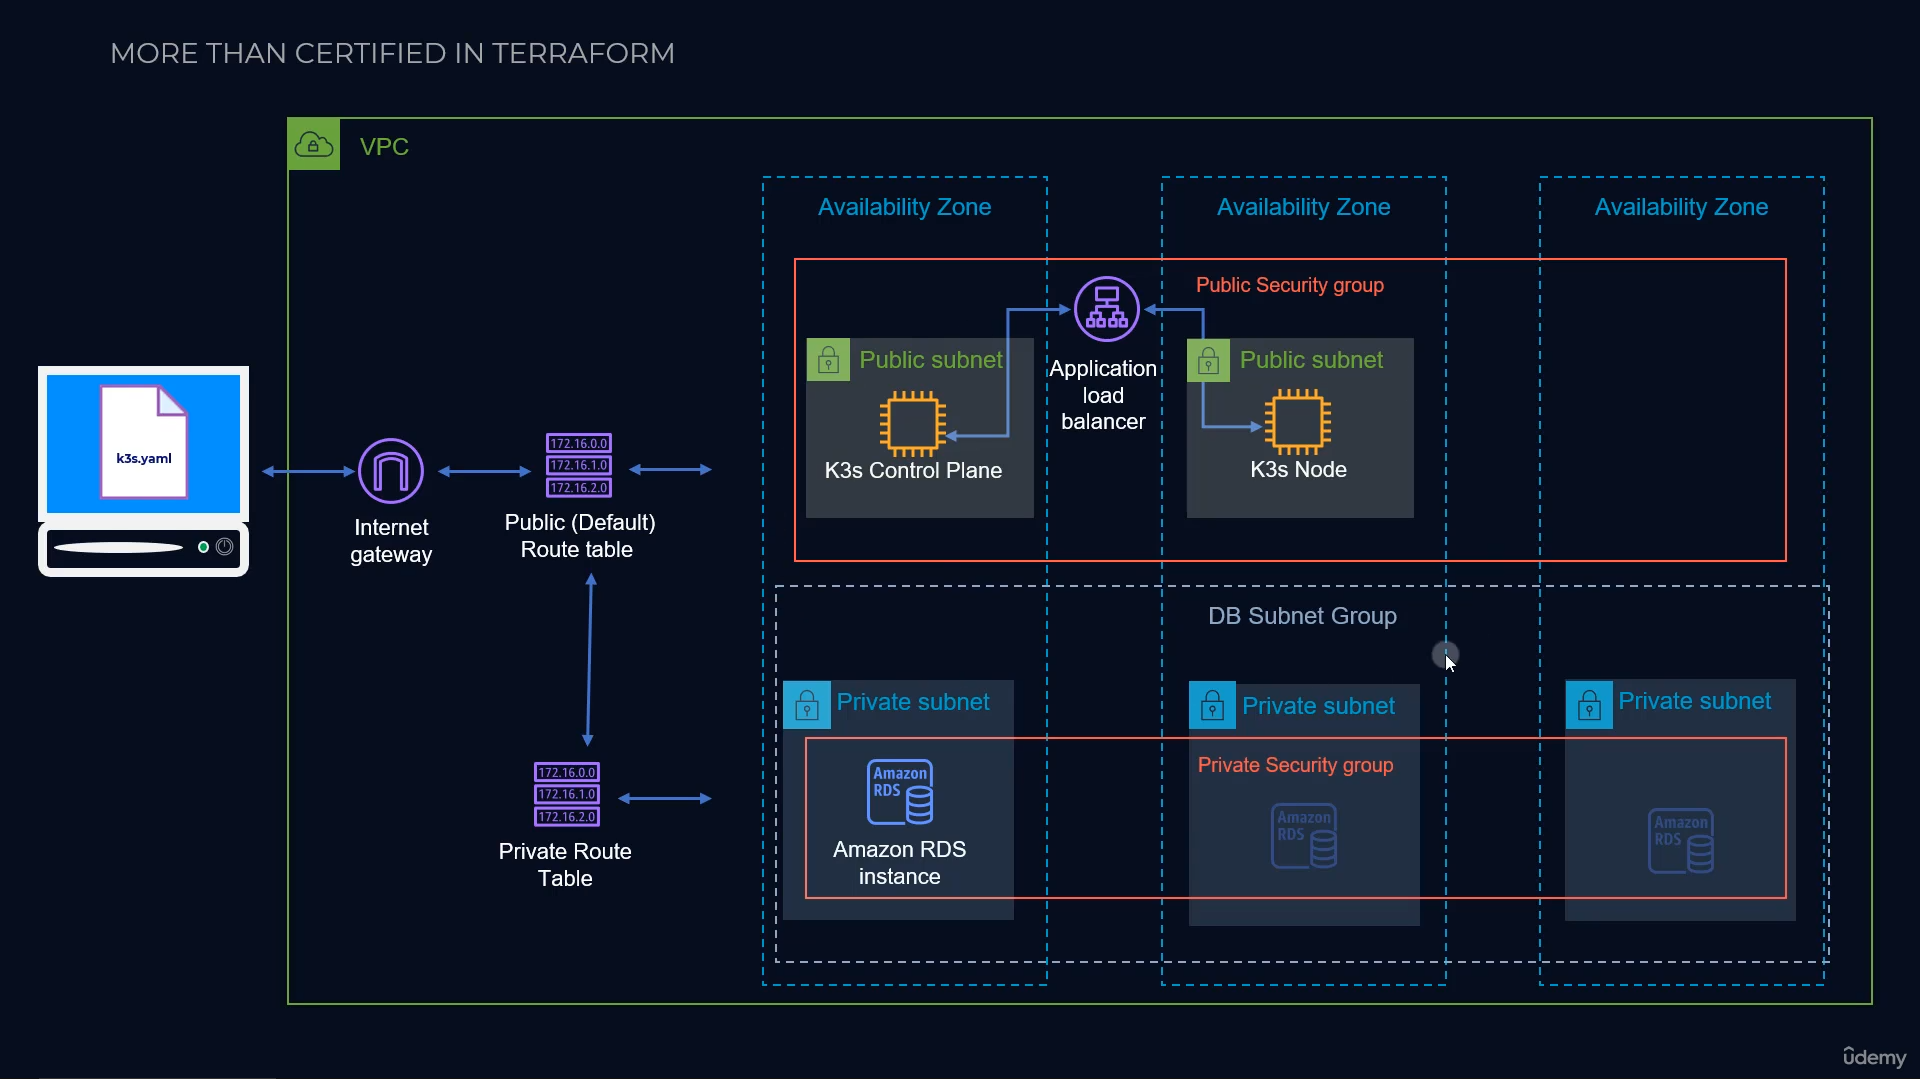 MORE THAN CERTIFIED IN TERRAFORM
VPC
Availability Zone
Availability Zone
Availability Zone
Public Security group
Public subnet
Public subnet
Application
load
balancer
K3s Control Plane
K3s Node
k3s.yaml
Internet
gateway
172.16.0.0
172.16.1.0
172.16.2.0
Public (Default)
Route table
DB Subnet Group
Private subnet
Private subnet
Private subnet
Private Security group
172.16.0.0
172.16.1.0
172.16.2.0
Private Route
Table
Amazon
RDS
Amazon RDS
instance
Amazon
RDS
Amazon
RDS
ûdemy